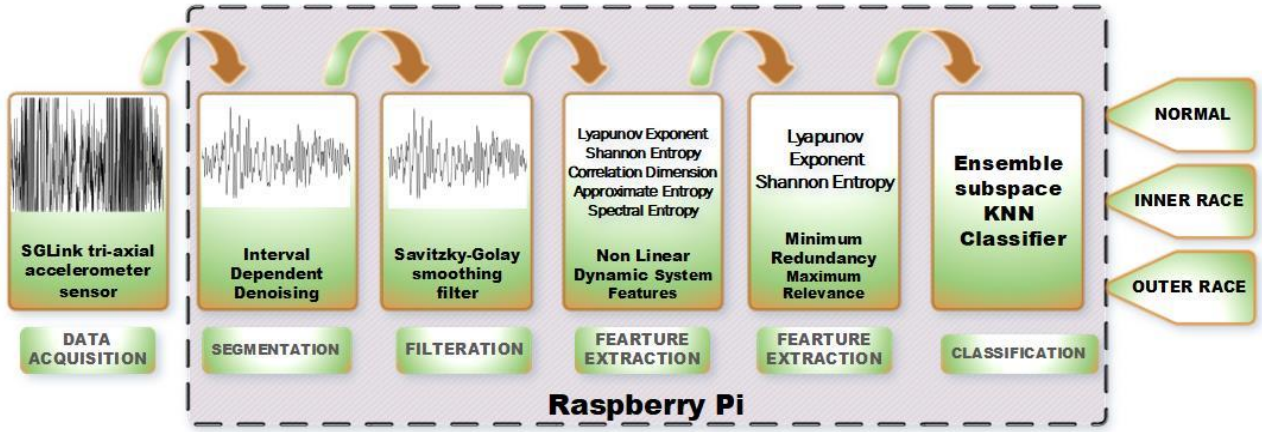 SGLink tri-axial
accelerometer
sensor
DATA
ACQUISITION
Interval
Dependent
Denoising
SEGMENTATION
Savitzky-Golay
smoothing
filter
FILTERATION
Lyapunov Exponent
Shannon Entropy
Correlation Dimension
Approximate Entropy
Spectral Entropy
Non Linear
Dynamic System
Features
FEARTURE
EXTRACTION
Lyapunov
Exponent
Shannon Entropy
Minimum
Redundancy
Maximum
Relevance
FEARTURE
EXTRACTION
Ensemble
subspace
KNN
Classifier
CLASSIFICATION
NORMAL
INNER RACE
OUTER RACE
Raspberry Pi